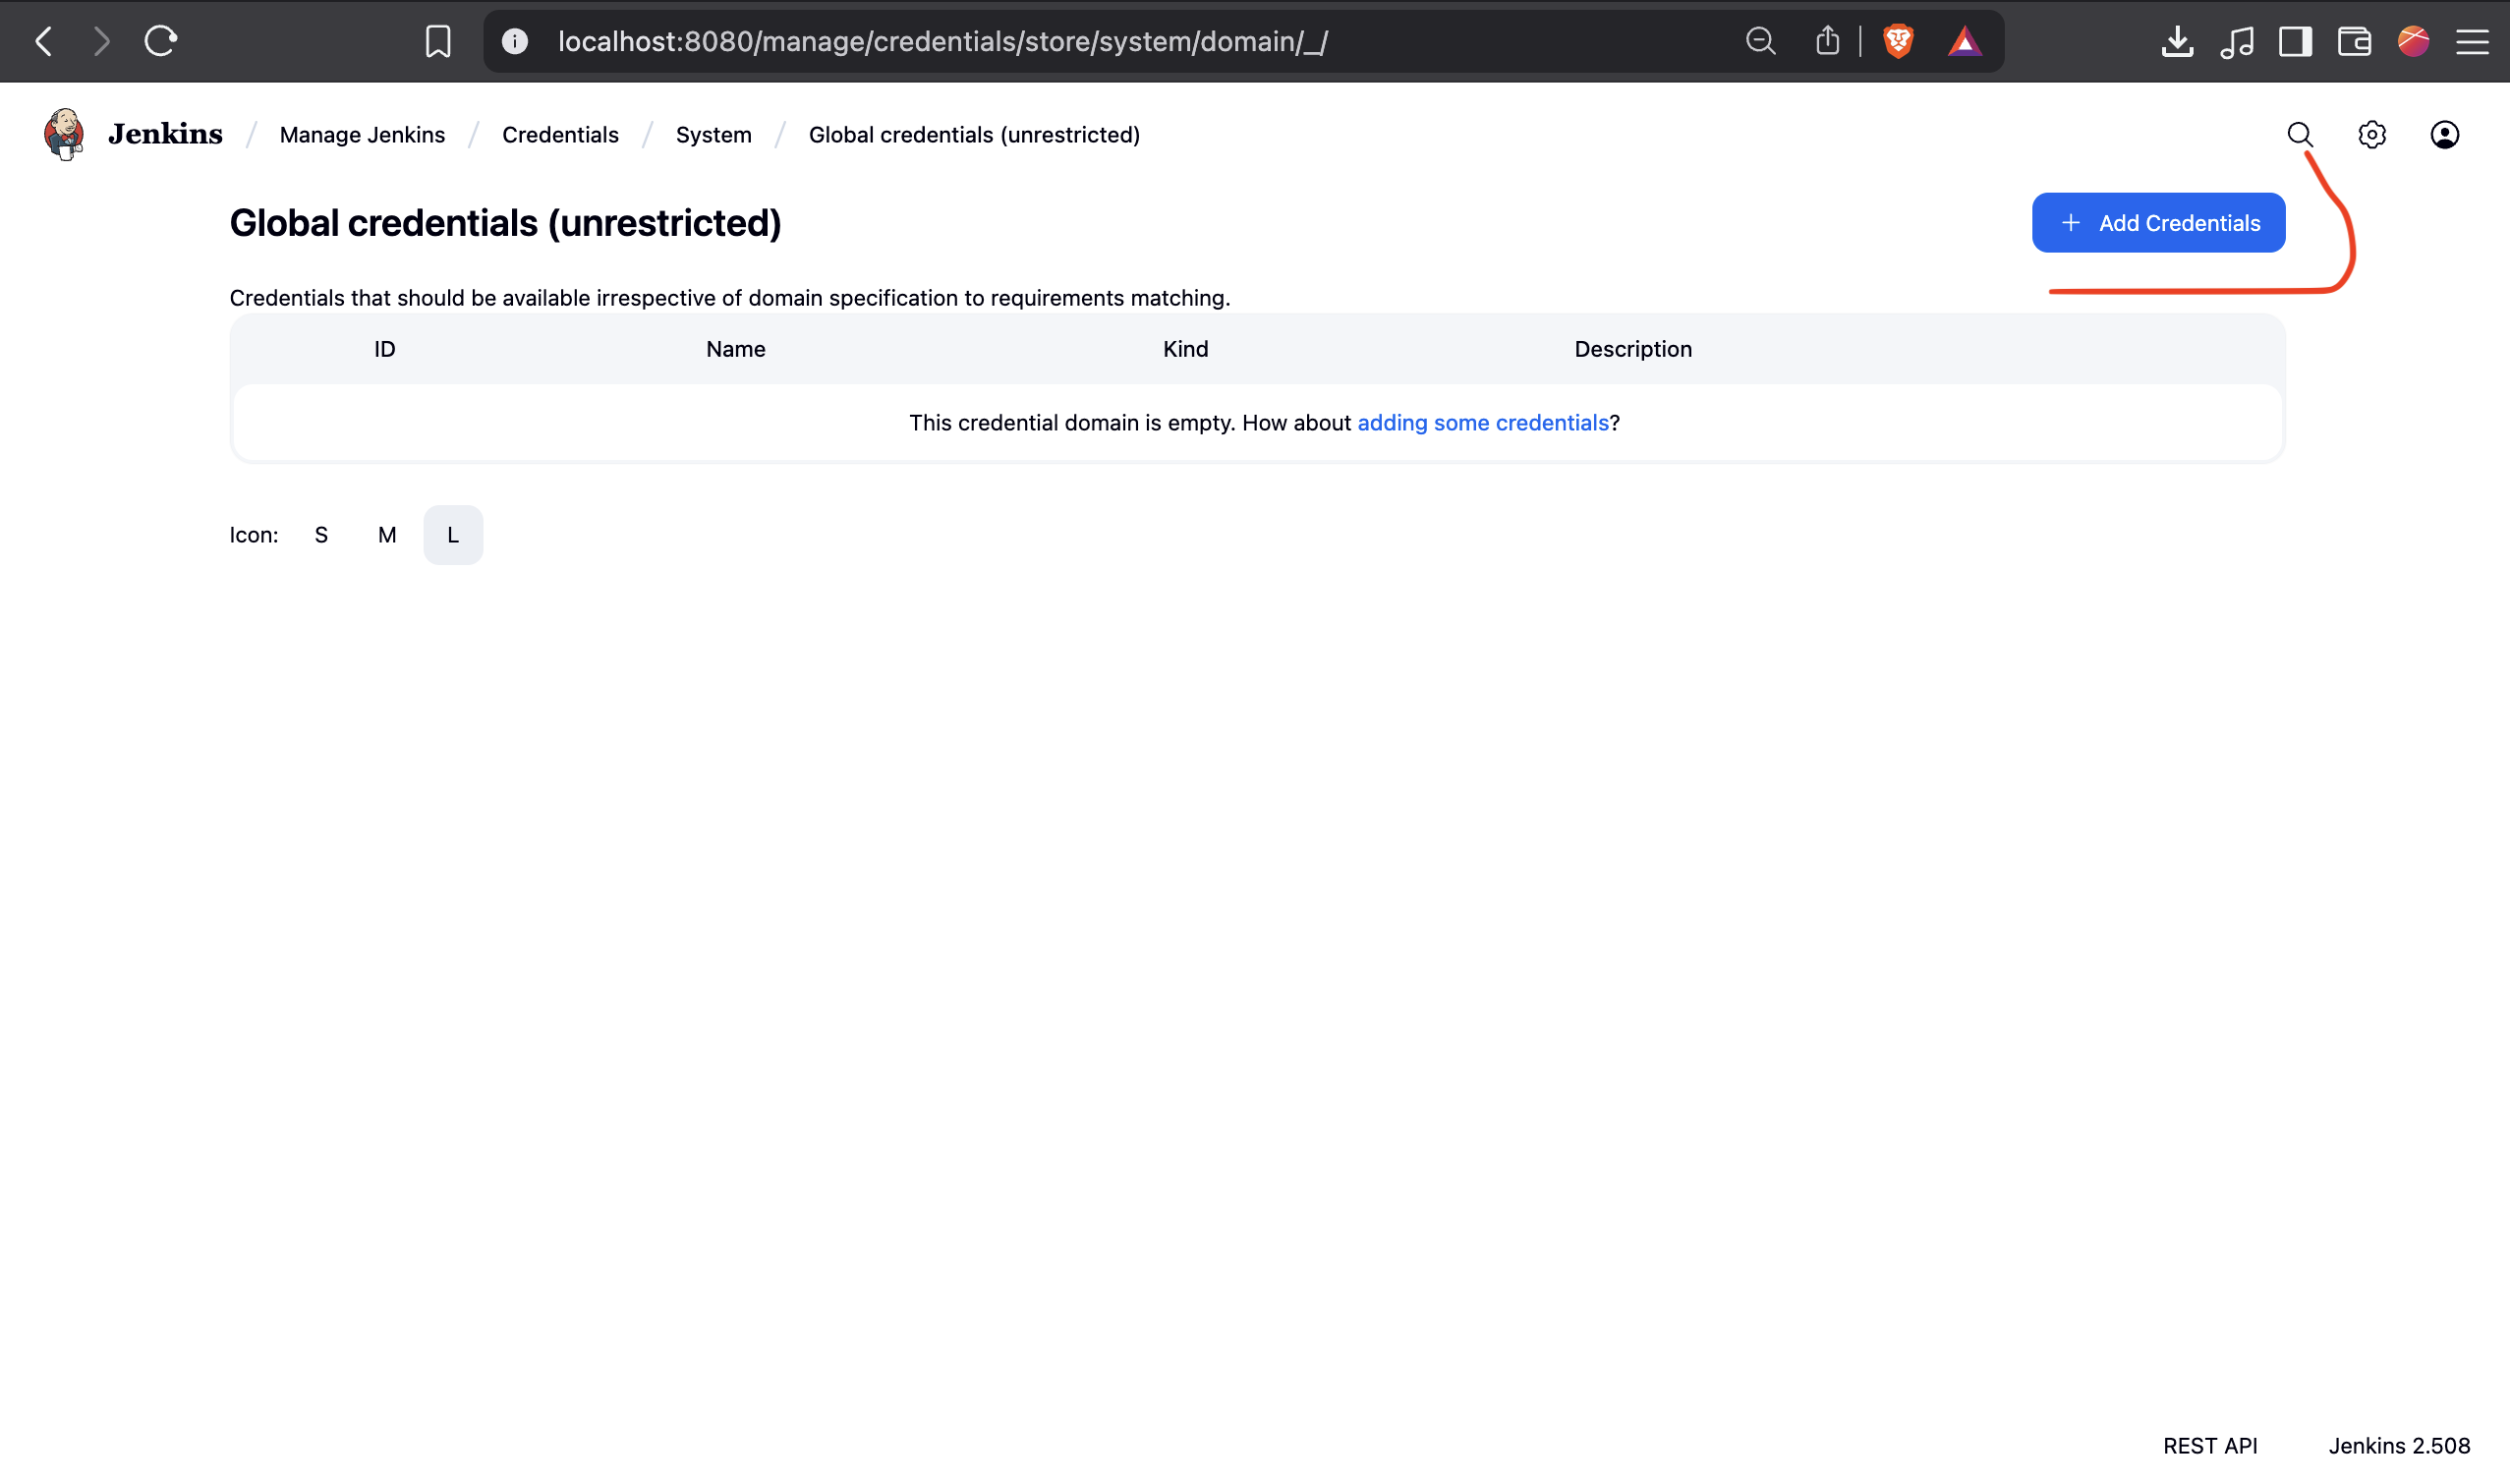 localhost:8080/manage/credentials/store/system/domain/_/
Jenkins / Manage Jenkins / Credentials / System / Global credentials (unrestricted)
Global credentials (unrestricted)
+ Add Credentials
Credentials that should be available irrespective of domain specification to requirements matching.
ID Name Kind Description
This credential domain is empty. How about adding some credentials?
Icon: S M L
REST API Jenkins 2.508